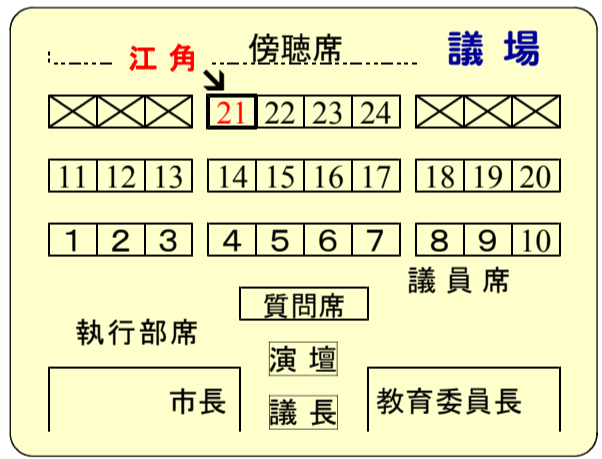 江角 傍聴席 議場
21 22 23 24
11 12 13 14 15 16 17 18 19 20
1 2 3 4 5 6 7 8 9 10
議員席
質問席
執行部席
演壇
市長 議長 教育委員長